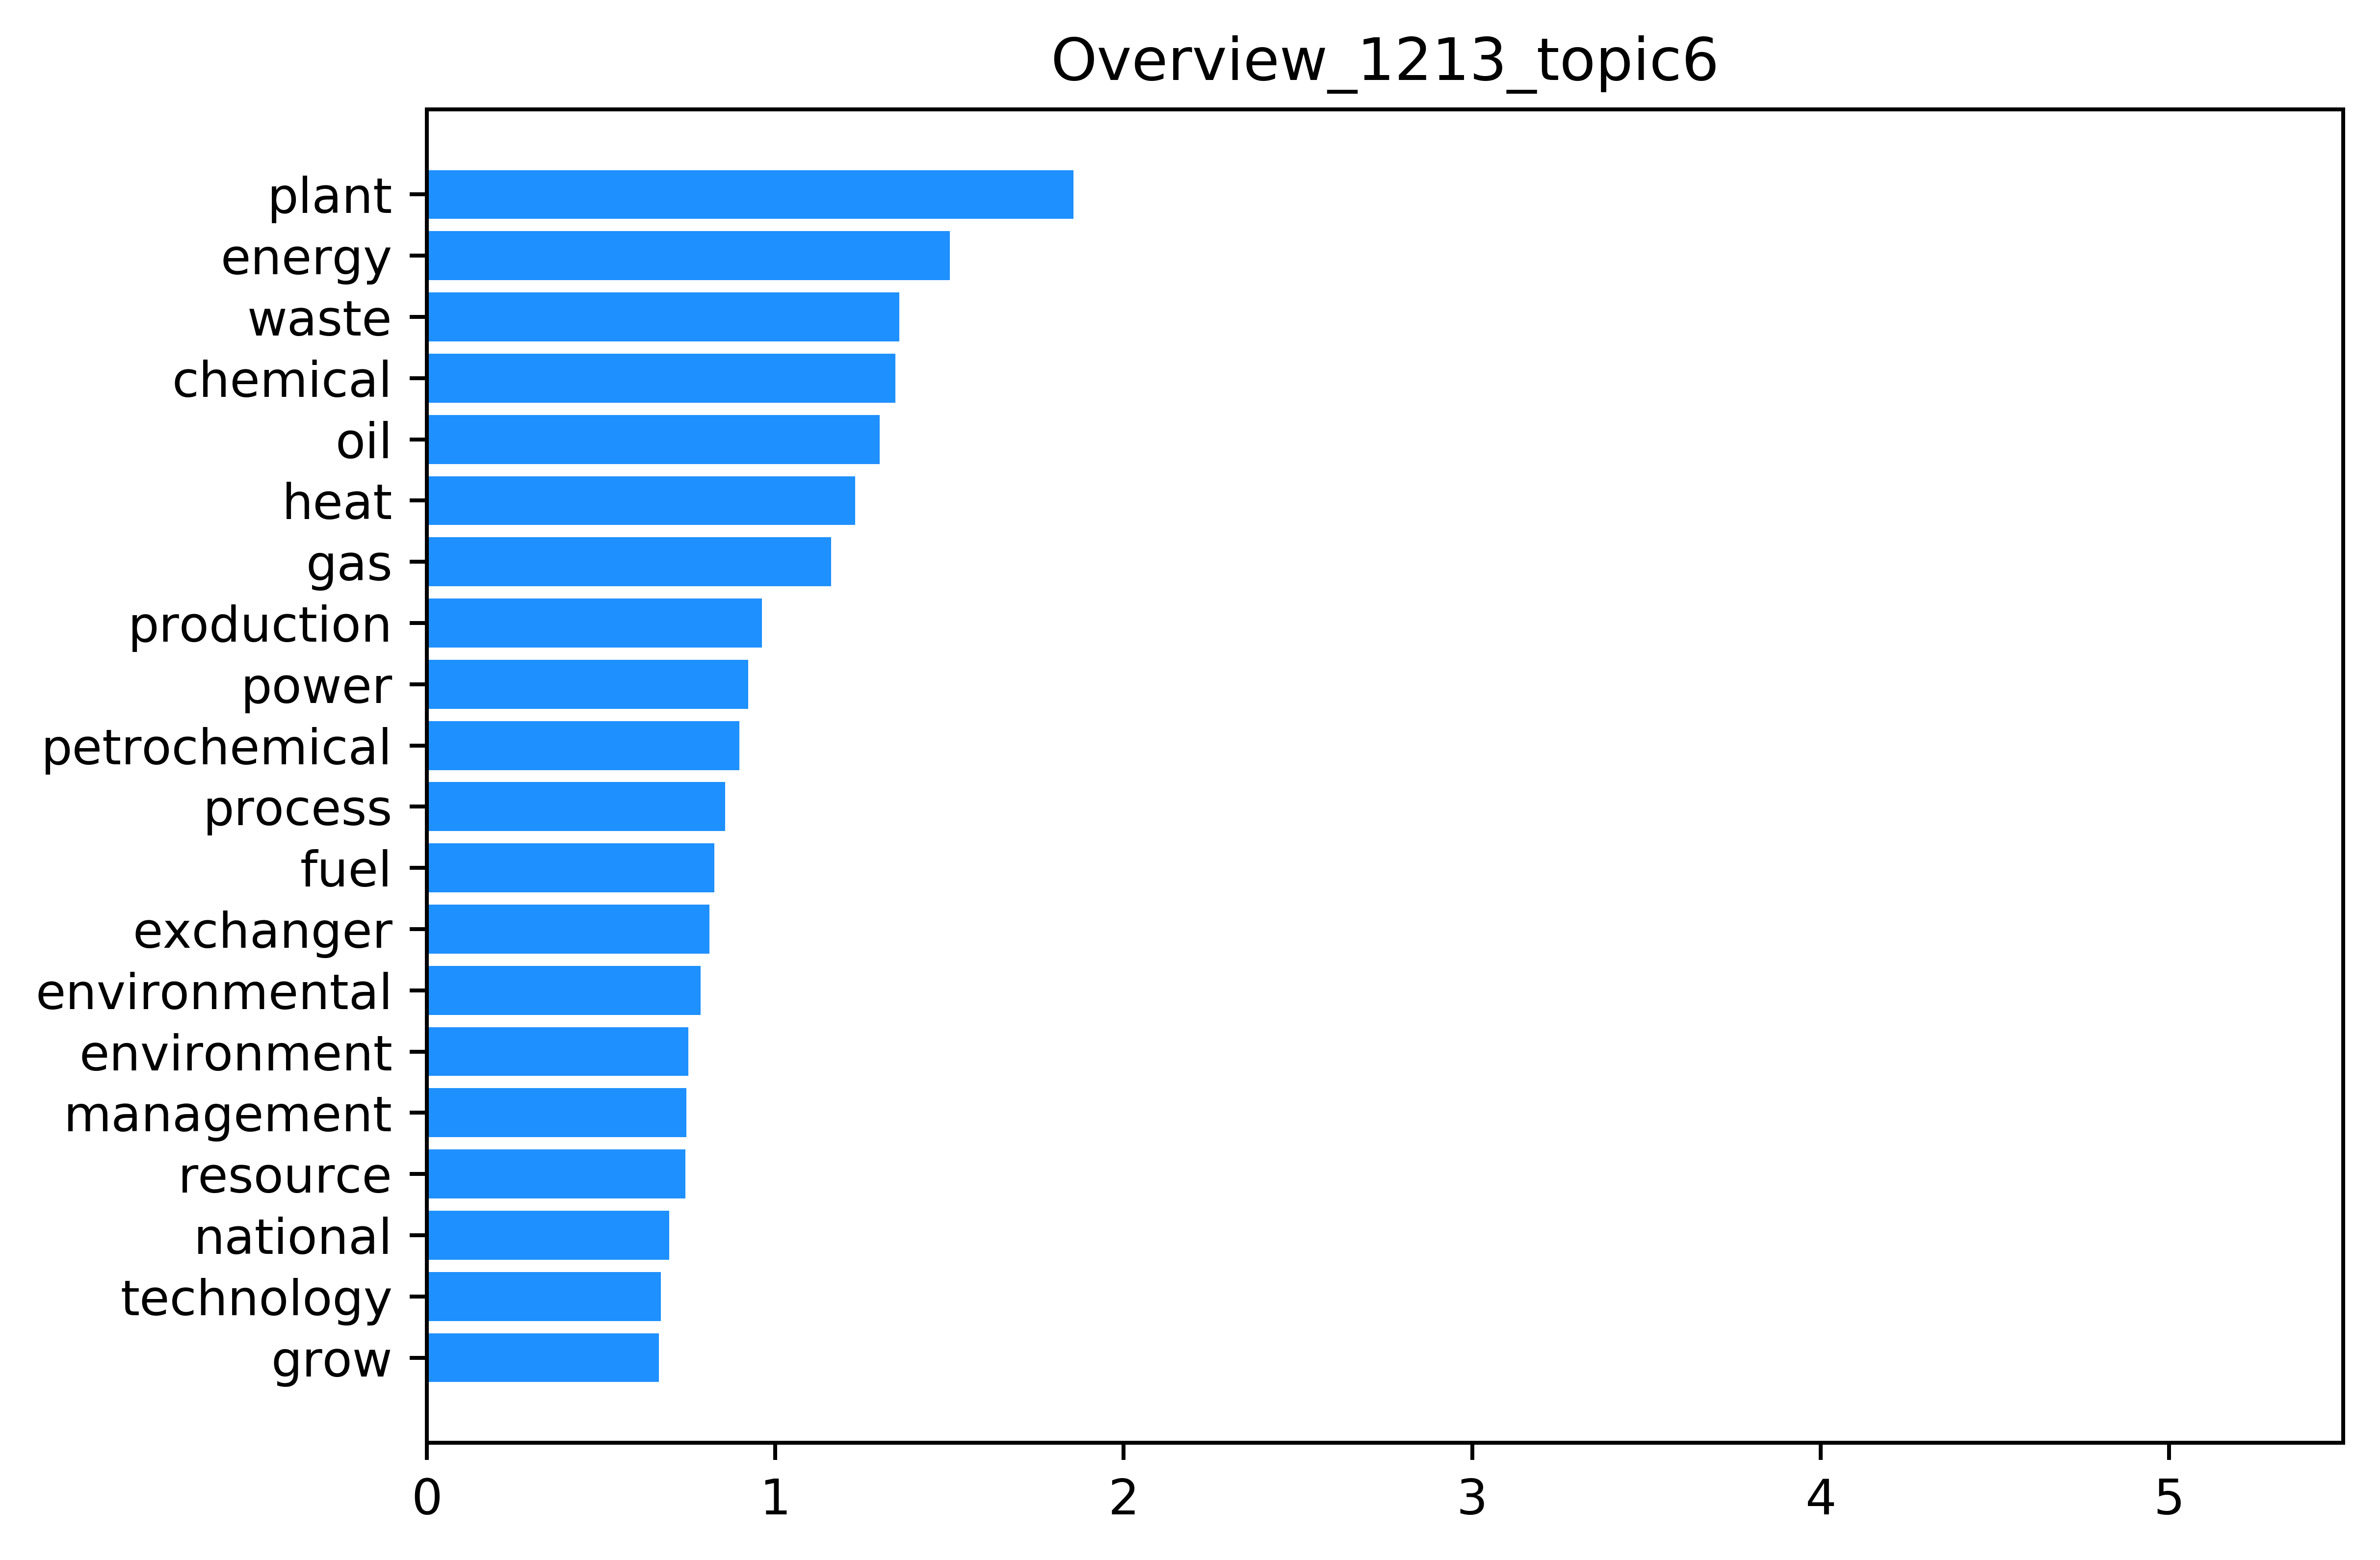 Overview_1213_topic6
plant
energy
waste
chemical
oil
heat
gas
production
power
petrochemical
process
fuel
exchanger
environmental
environment
management
resource
national
technology
grow
0 1 2 3 4 5